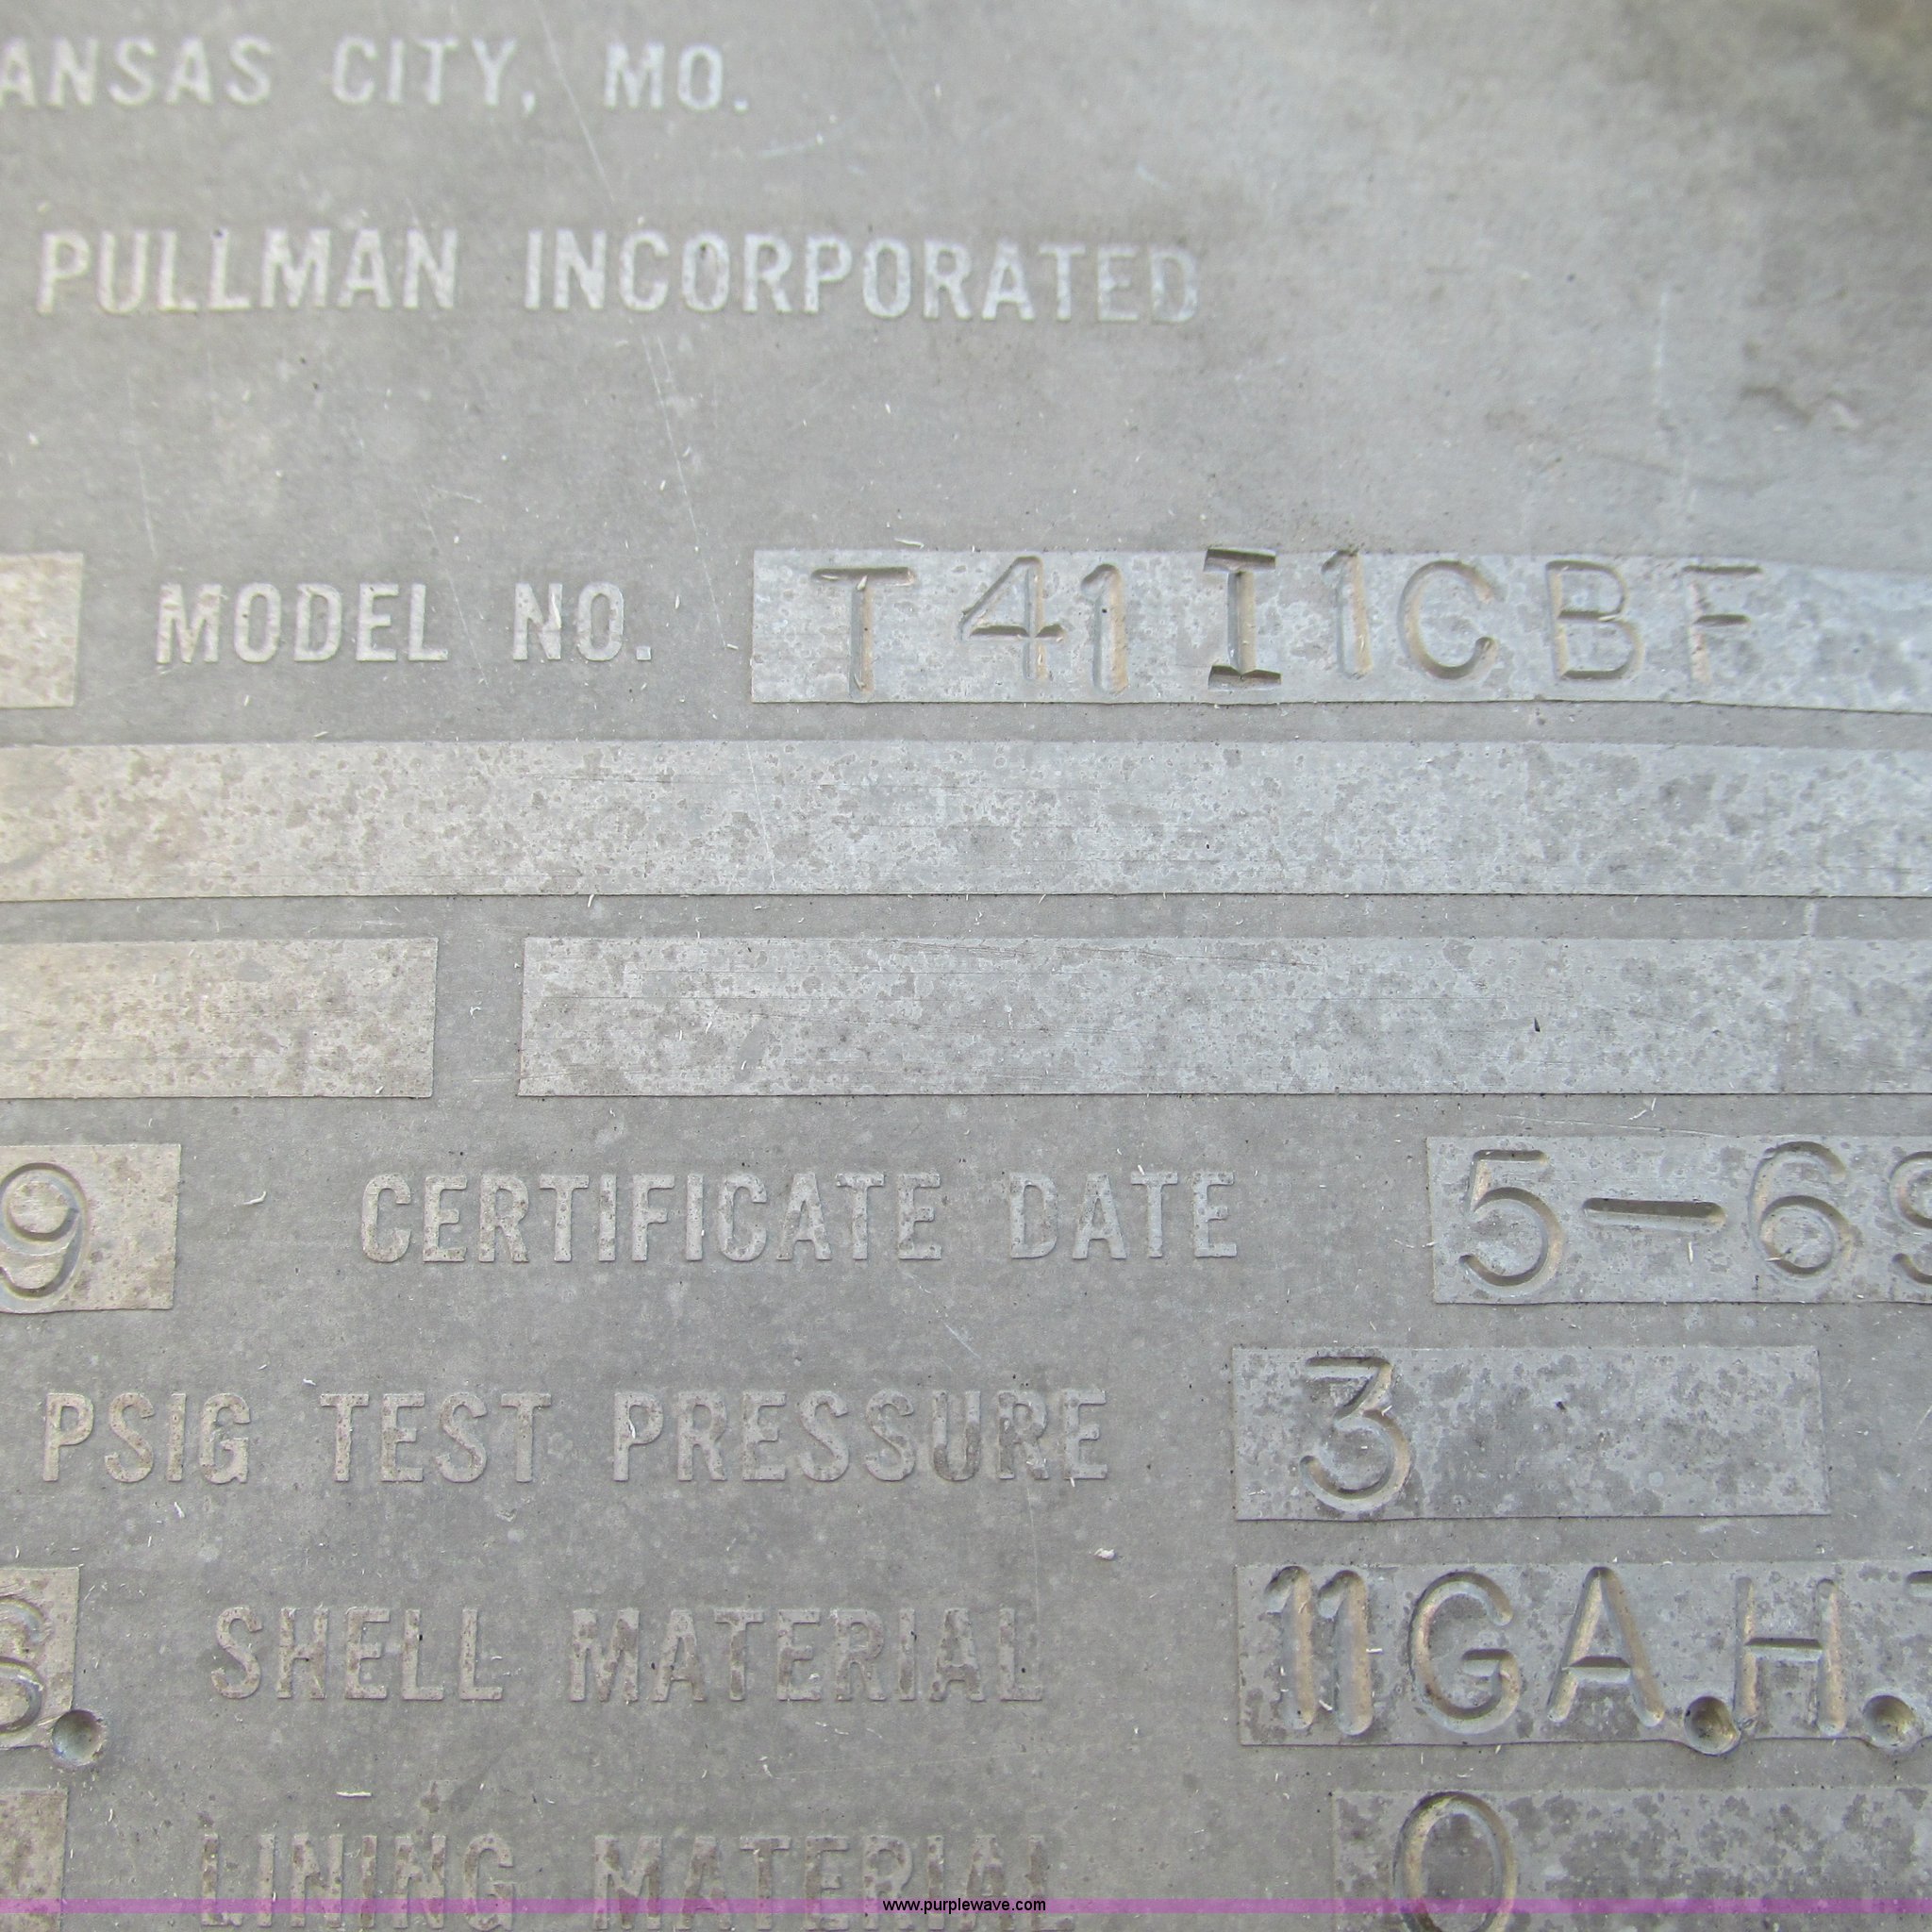 ANSAS CITY, MO.
PULLMAN INCORPORATED
MODEL NO. T41I1CBF
9 CERTIFICATE DATE 5-69
PSIG TEST PRESSURE 3
S. SHELL MATERIAL 11GA.H.
LINING MATERIAL 0
www.purplewave.com